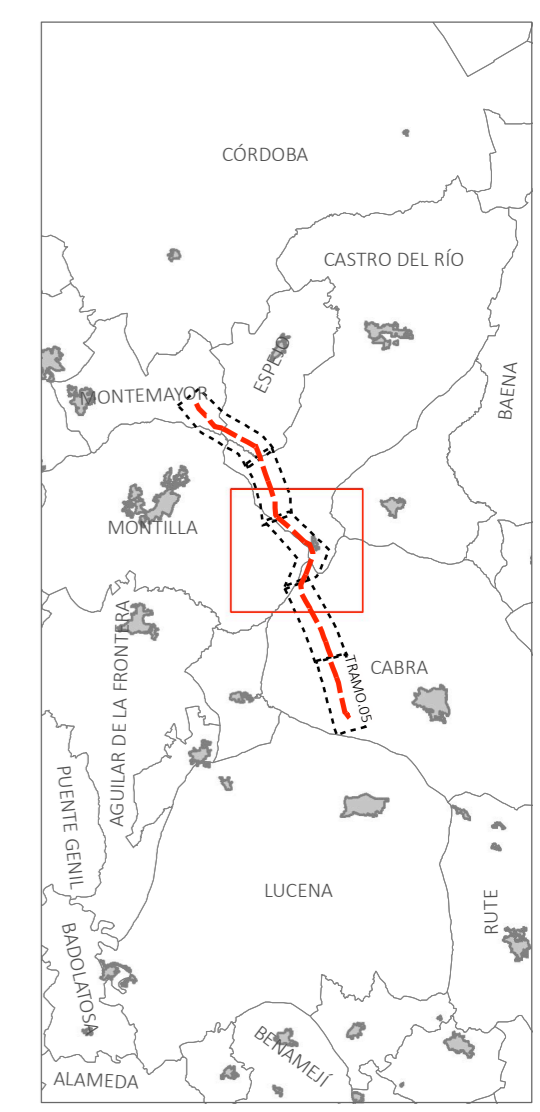 CÓRDOBA
CASTRO DEL RÍO
ESPEJO
BAENA
MONTEMAYOR
MONTILLA
AGUILAR DE LA FRONTERA
TRAMO.05
CABRA
PUENTE GENIL
LUCENA
RUTE
BADOLATOSA
BENAMEJÍ
ALAMEDA